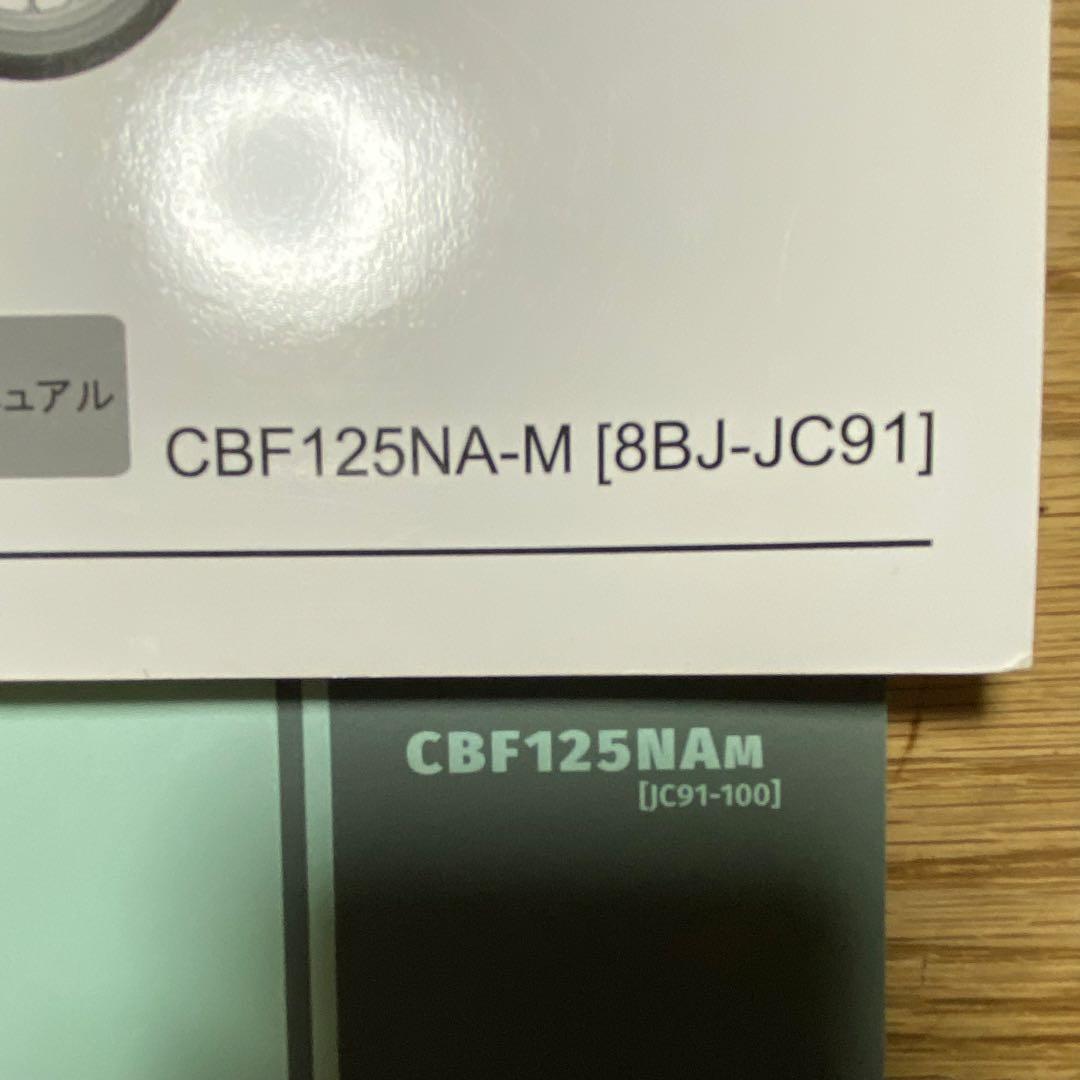 ュアル
CBF125NA-M [8BJ-JC91]
CBF125NAM
[JC91-100]